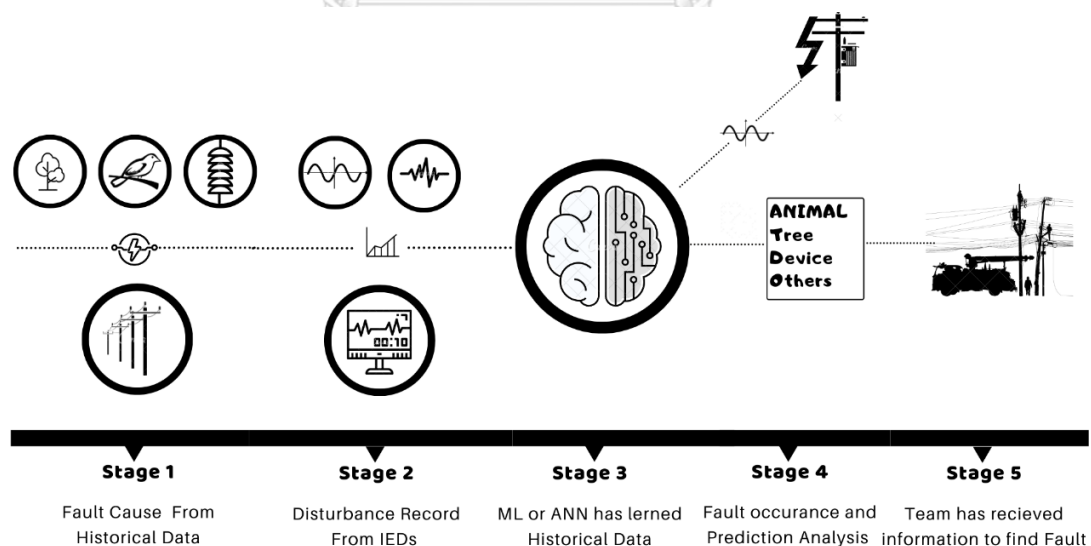 ANIMAL
Tree
Device
Others
00:10
Stage 1
Fault Cause From
Historical Data
Stage 2
Disturbance Record
From IEDs
Stage 3
ML or ANN has lerned
Historical Data
Stage 4
Fault occurance and
Prediction Analysis
Stage 5
Team has recieved
information to find Fault